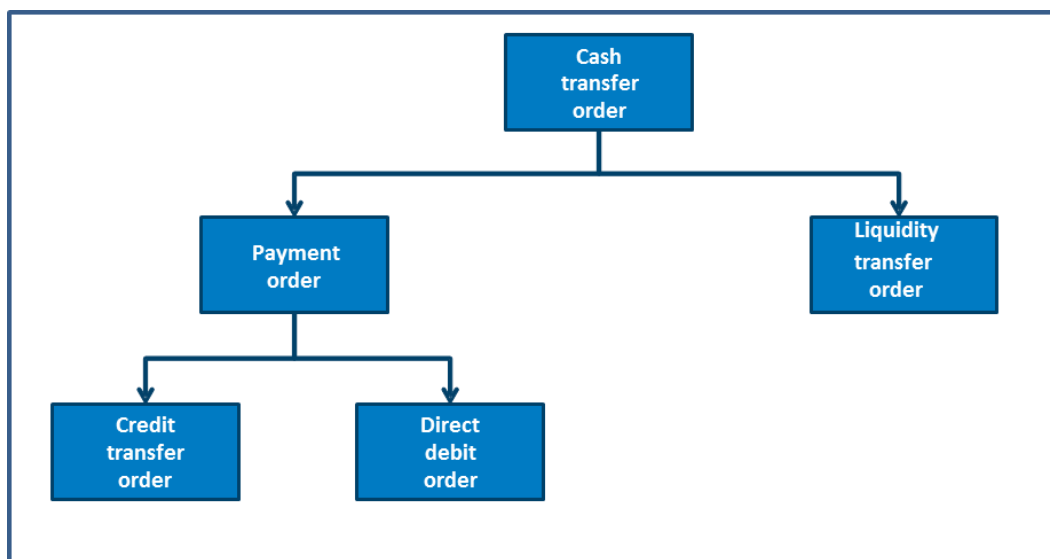 Cash
transfer
order
Payment
order
Liquidity
transfer
order
Credit
transfer
order
Direct
debit
order